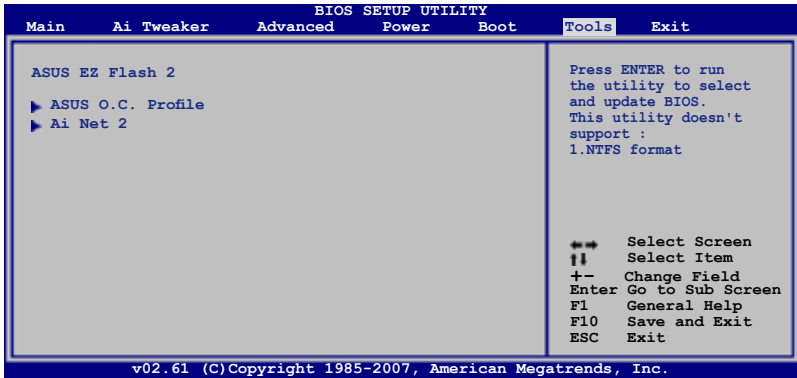 BIOS SETUP UTILITY
Main Ai Tweaker Advanced Power Boot Tools Exit
ASUS EZ Flash 2
ASUS O.C. Profile
Ai Net 2
Press ENTER to run
the utility to select
and update BIOS.
This utility doesn't
support :
1.NTFS format
Select Screen
Select Item
+- Change Field
Enter Go to Sub Screen
F1 General Help
F10 Save and Exit
ESC Exit
v02.61 (C)Copyright 1985-2007, American Megatrends, Inc.